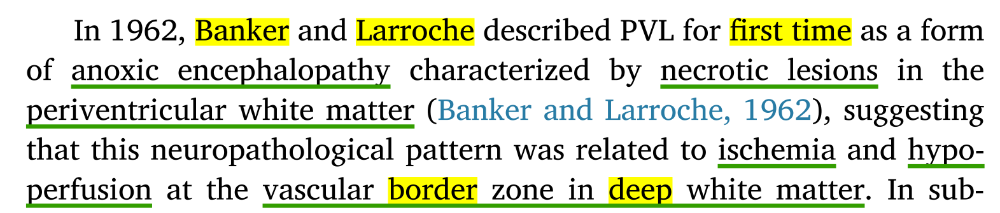 In 1962, Banker and Larroche described PVL for first time as a form
of anoxic encephalopathy characterized by necrotic lesions in the
periventricular white matter (Banker and Larroche, 1962), suggesting
that this neuropathological pattern was related to ischemia and hypo-
perfusion at the vascular border zone in deep white matter. In sub-